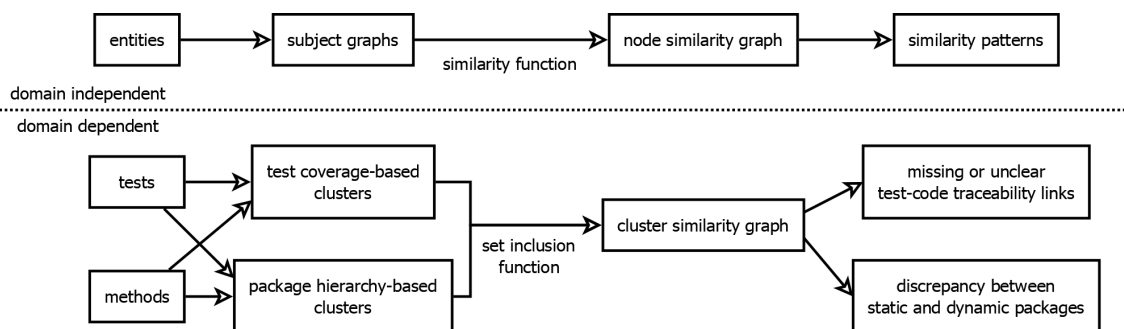 entities
subject graphs
similarity function
node similarity graph
similarity patterns
domain independent
domain dependent
tests
methods
test coverage-based
clusters
package hierarchy-based
clusters
set inclusion
function
cluster similarity graph
missing or unclear
test-code traceability links
discrepancy between
static and dynamic packages